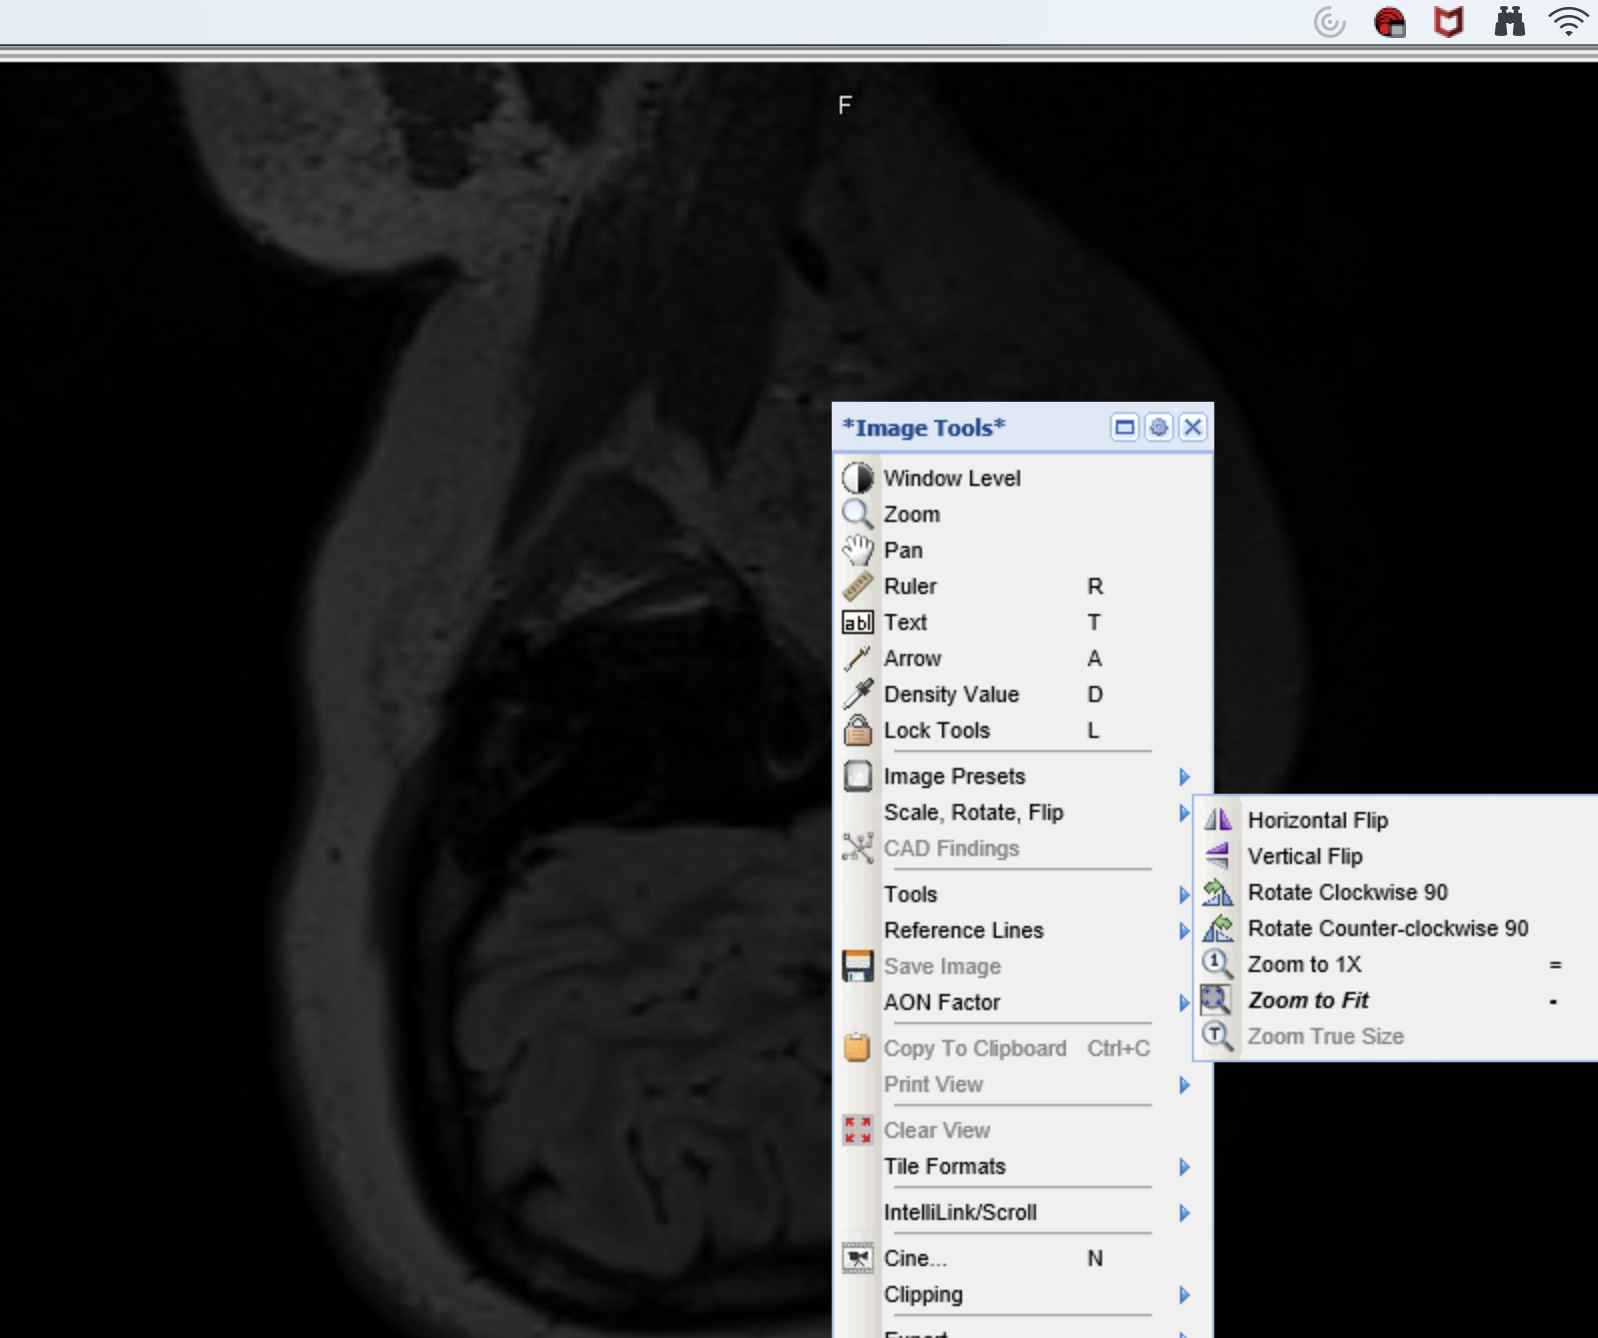 F
*Image Tools*
Window Level
Zoom
Pan
Ruler R
abl Text T
Arrow A
Density Value D
Lock Tools L
Image Presets
Scale, Rotate, Flip
CAD Findings
Tools
Reference Lines
Save Image
AON Factor
Copy To Clipboard Ctrl+C
Print View
Clear View
Tile Formats
IntelliLink/Scroll
Cine... N
Clipping
Export
Horizontal Flip
Vertical Flip
Rotate Clockwise 90
Rotate Counter-clockwise 90
1 Zoom to 1X =
Zoom to Fit -
T Zoom True Size